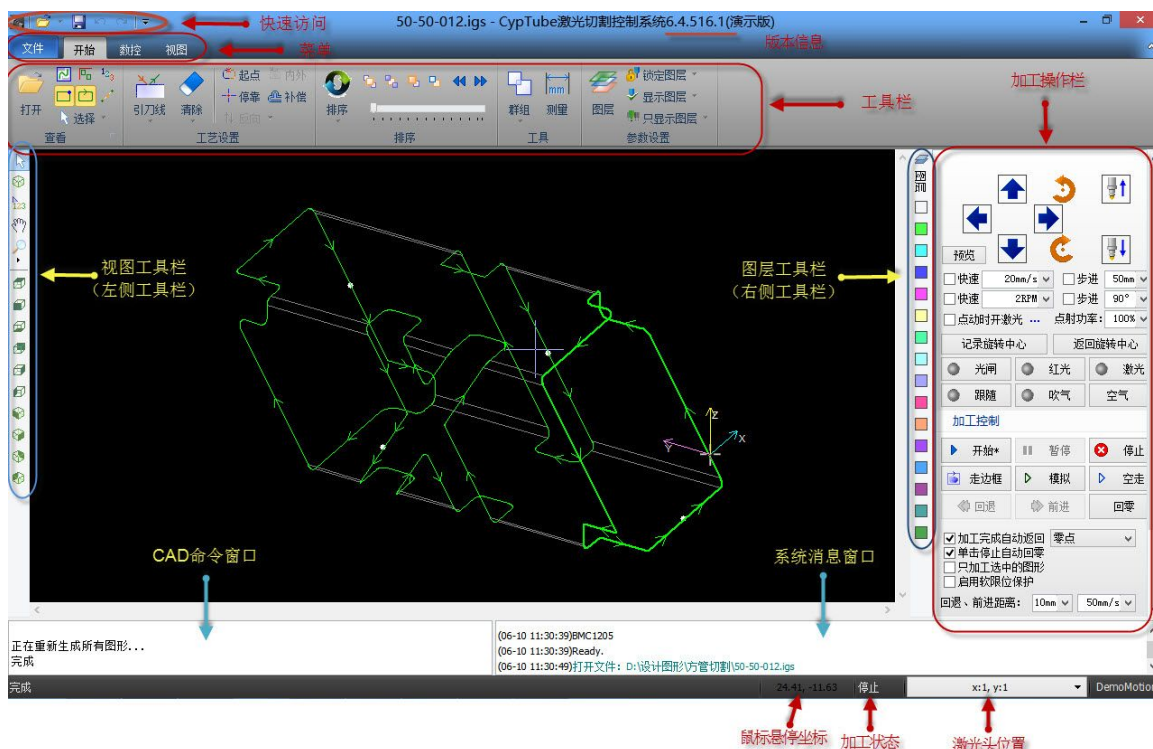 快速访问
50-50-012.igs - CypTube激光切割控制系统6.4.516.1(演示版)
文件 开始 数控 视图
菜单
版本信息
打开
选择
查看
引刀线
清除
起点 内外
停靠 补偿
反向
工艺设置
排序
排序
群组
测量
工具
图层
锁定图层
显示图层
只显示图层
参数设置
工具栏
加工操作栏
视图工具栏
(左侧工具栏)
图层工具栏
(右侧工具栏)
Z
X
Y
图层
预览
快速 20mm/s 步进 50mm
快速 2RPM 步进 90°
点动时开激光 ... 点射功率: 100%
记录旋转中心 返回旋转中心
光闸 红光 激光
跟随 吹气 空气
加工控制
开始* 暂停 停止
走边框 模拟 空走
回退 前进 回零
加工完成自动返回 零点
单击停止自动回零
只加工选中的图形
启用软限位保护
回退、前进距离: 10mm 50mm/s
CAD命令窗口
系统消息窗口
正在重新生成所有图形...
完成
(06-10 11:30:39)BMC1205
(06-10 11:30:39)Ready.
(06-10 11:30:49)打开文件: D:\设计图形\方管切割\50-50-012.igs
完成
24.41, -11.63 停止 x:1, y:1 DemoMotion
鼠标悬停坐标 加工状态 激光头位置